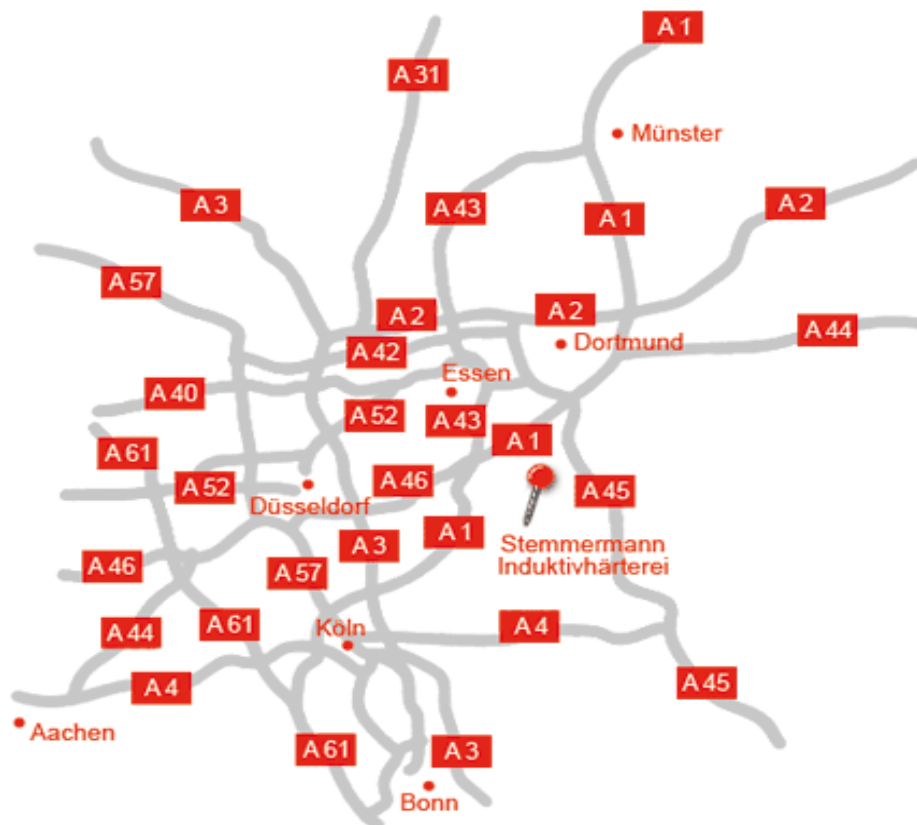 A 1
A 31
Münster
A 3
A 43
A 1
A 2
A 57
A 2
A 2
A 44
A 42
Dortmund
Essen
A 40
A 52
A 43
A 1
A 61
A 52
A 46
A 45
Düsseldorf
A 1
A 3
Stemmermann
Induktivhärterei
A 46
A 57
A 44
A 61
Köln
A 4
A 4
A 45
Aachen
A 61
A 3
Bonn